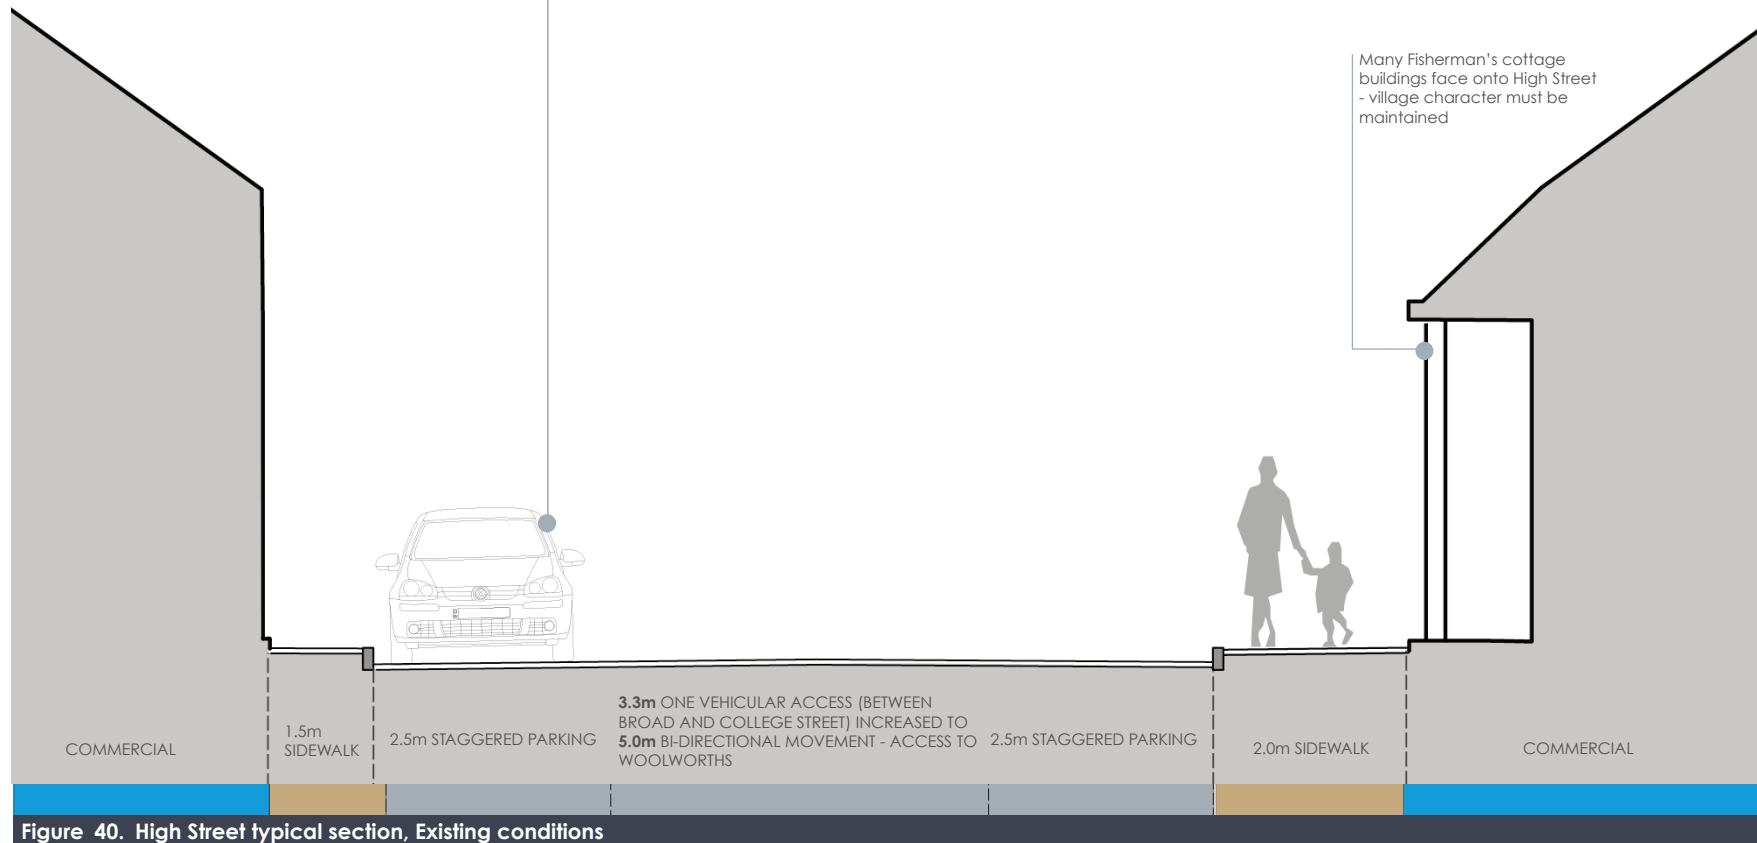 Many Fisherman's cottage
buildings face onto High Street
- village character must be
maintained
COMMERCIAL
1.5m
SIDEWALK
2.5m STAGGERED PARKING
3.3m ONE VEHICULAR ACCESS (BETWEEN
BROAD AND COLLEGE STREET) INCREASED TO
5.0m BI-DIRECTIONAL MOVEMENT - ACCESS TO
WOOLWORTHS
2.5m STAGGERED PARKING
2.0m SIDEWALK
COMMERCIAL
Figure 40. High Street typical section, Existing conditions